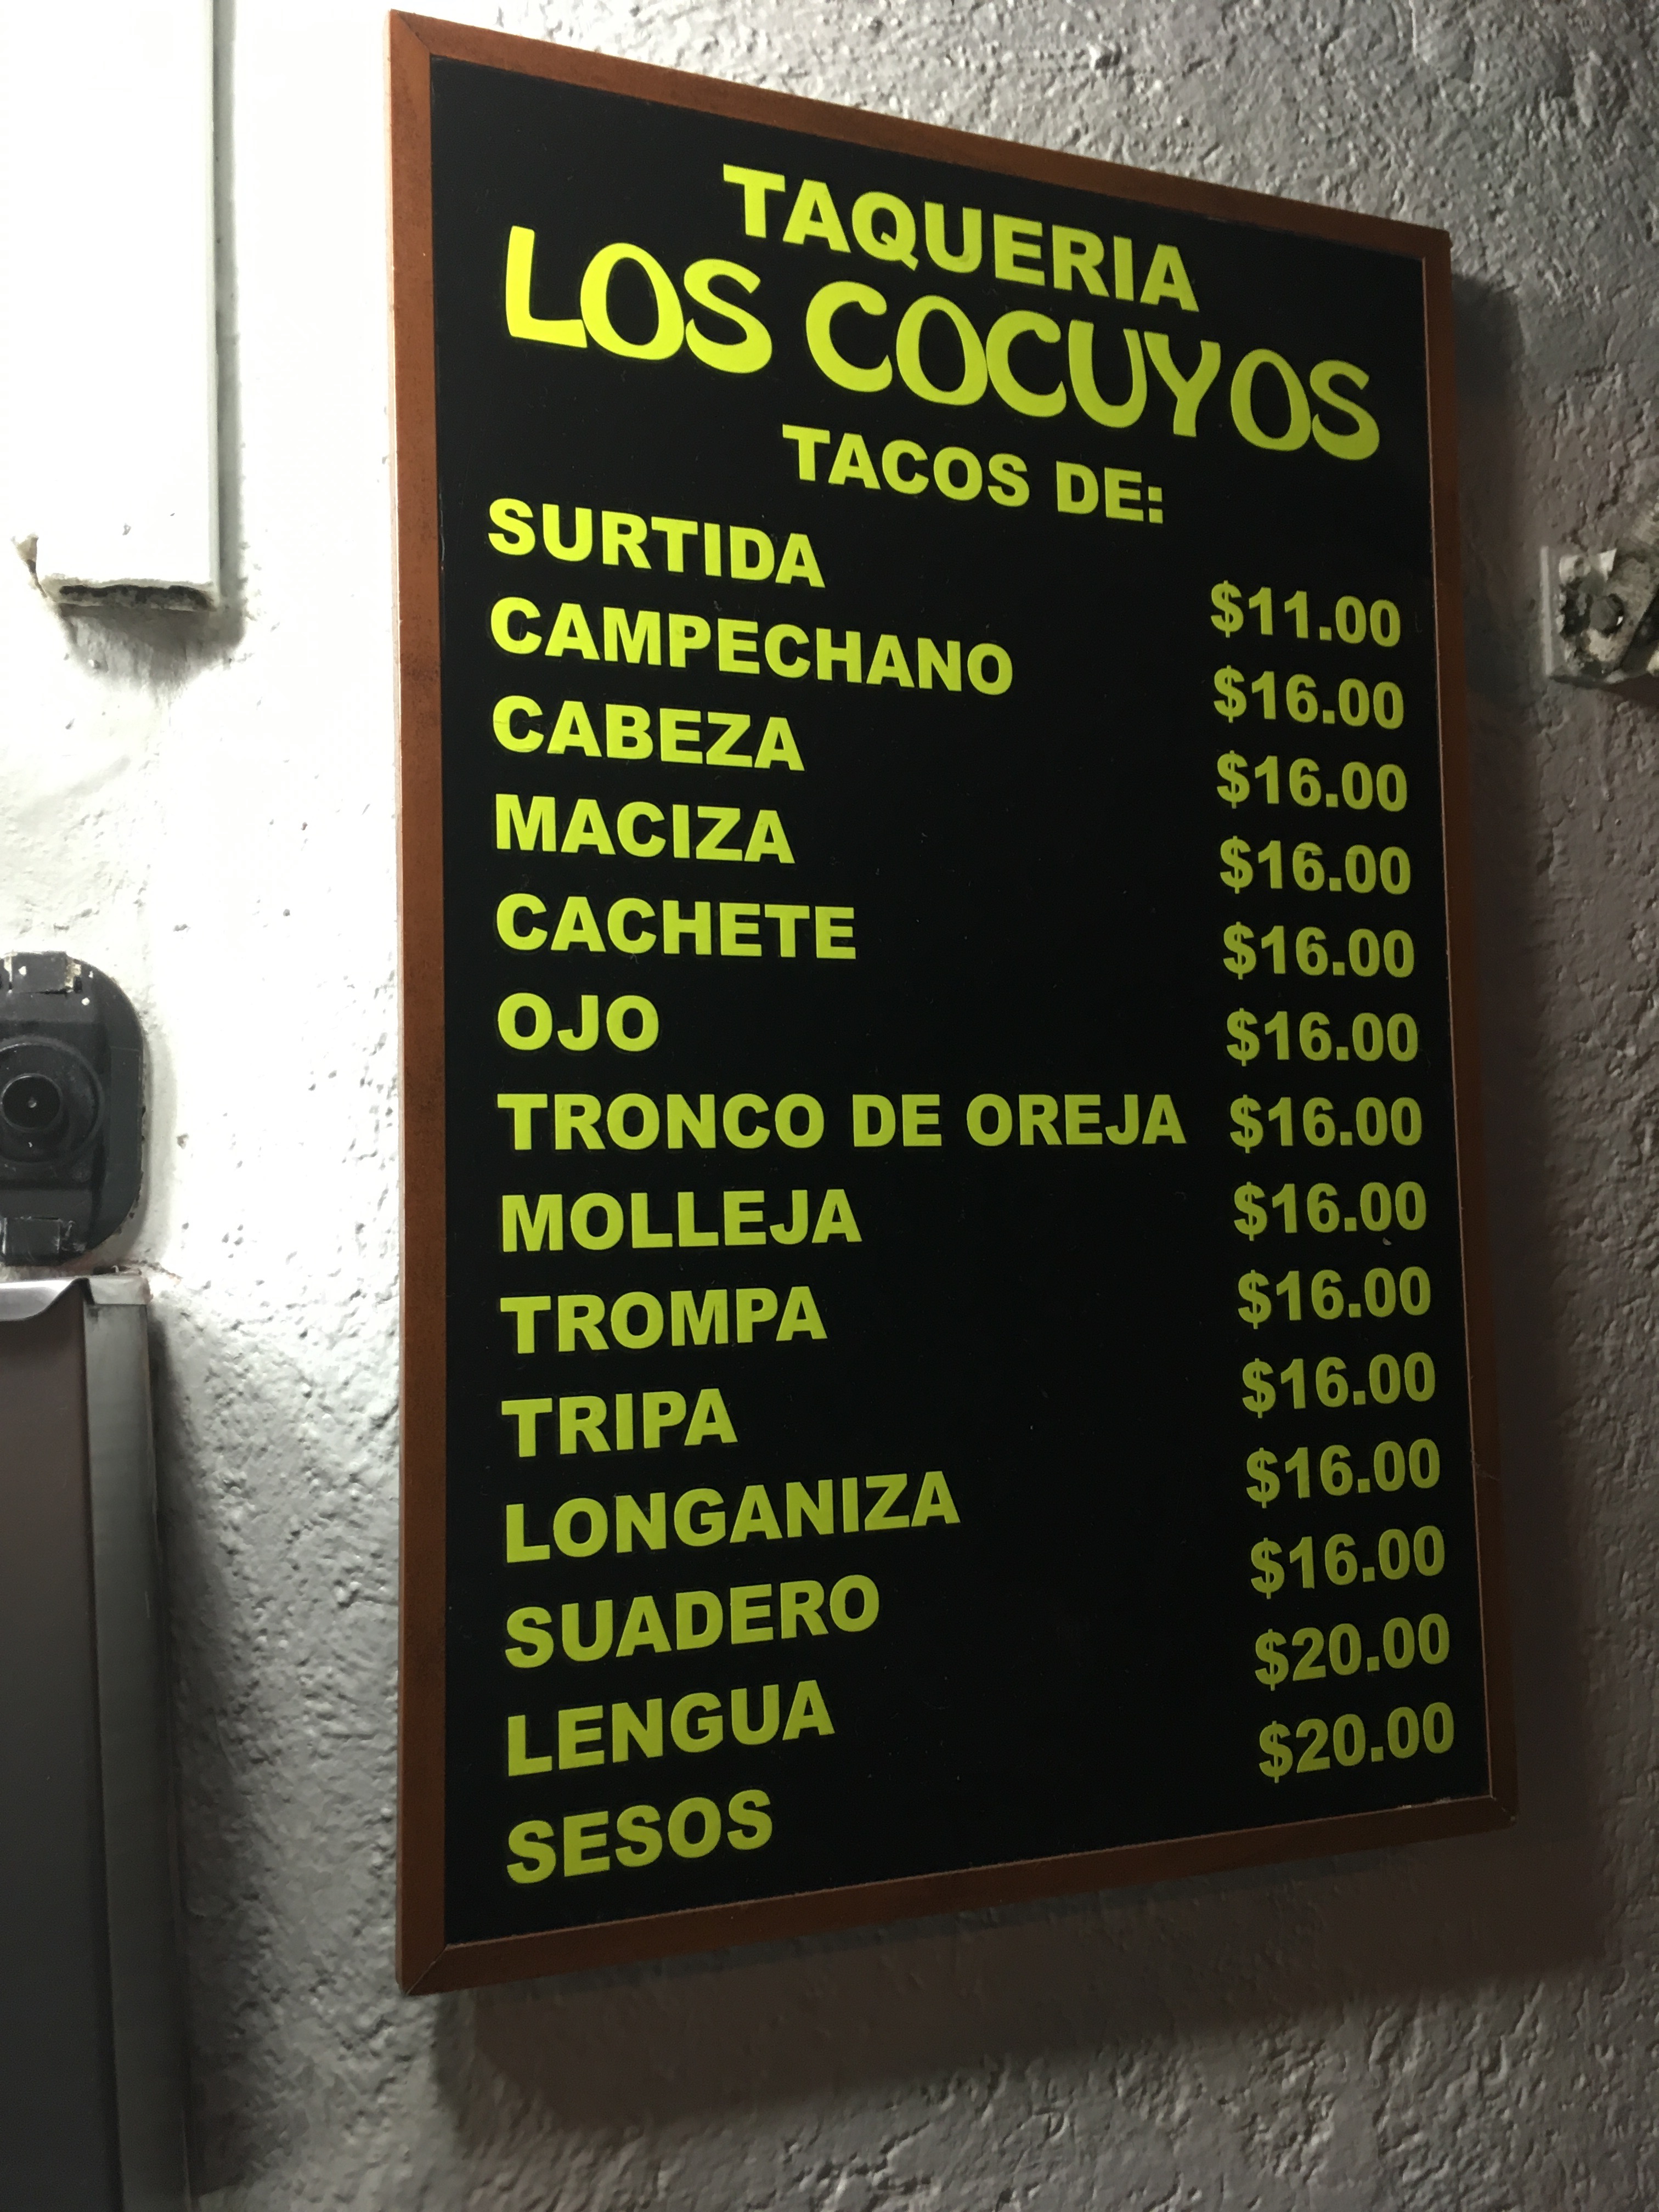 TAQUERIA
LOS COCUYOS
TACOS DE:
SURTIDA $11.00
CAMPECHANO $16.00
CABEZA $16.00
MACIZA $16.00
CACHETE $16.00
OJO $16.00
TRONCO DE OREJA $16.00
MOLLEJA $16.00
TROMPA $16.00
TRIPA $16.00
LONGANIZA $16.00
SUADERO $16.00
LENGUA $20.00
SESOS $20.00